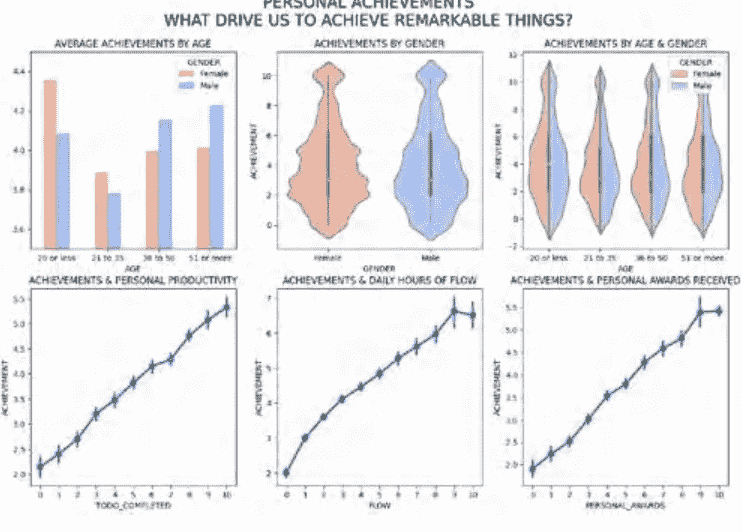 PERSONAL ACHIEVEMENTS
WHAT DRIVE US TO ACHIEVE REMARKABLE THINGS?
AVERAGE ACHIEVEMENTS BY AGE
GENDER
Female
Male
4.4
4.2
4.0
3.8
3.6
20 or less
21 to 35
36 to 50
51 or more
AGE
ACHIEVEMENTS BY GENDER
ACHIEVEMENT
10
8
6
4
2
0
Female
Male
GENDER
ACHIEVEMENTS BY AGE & GENDER
GENDER
Female
Male
ACHIEVEMENT
12
10
8
6
4
2
0
-2
20 or less
21 to 35
36 to 50
51 or more
AGE
ACHIEVEMENTS & PERSONAL PRODUCTIVITY
ACHIEVEMENT
5.5
5.0
4.5
4.0
3.5
3.0
2.5
2.0
0 1 2 3 4 5 6 7 8 9 10
TODO_COMPLETED
ACHIEVEMENTS & DAILY HOURS OF FLOW
ACHIEVEMENT
7
6
5
4
3
2
0 1 2 3 4 5 6 7 8 9 10
FLOW
ACHIEVEMENTS & PERSONAL AWARDS RECEIVED
ACHIEVEMENT
5.5
5.0
4.5
4.0
3.5
3.0
2.5
2.0
0 1 2 3 4 5 6 7 8 9 10
PERSONAL_AWARDS